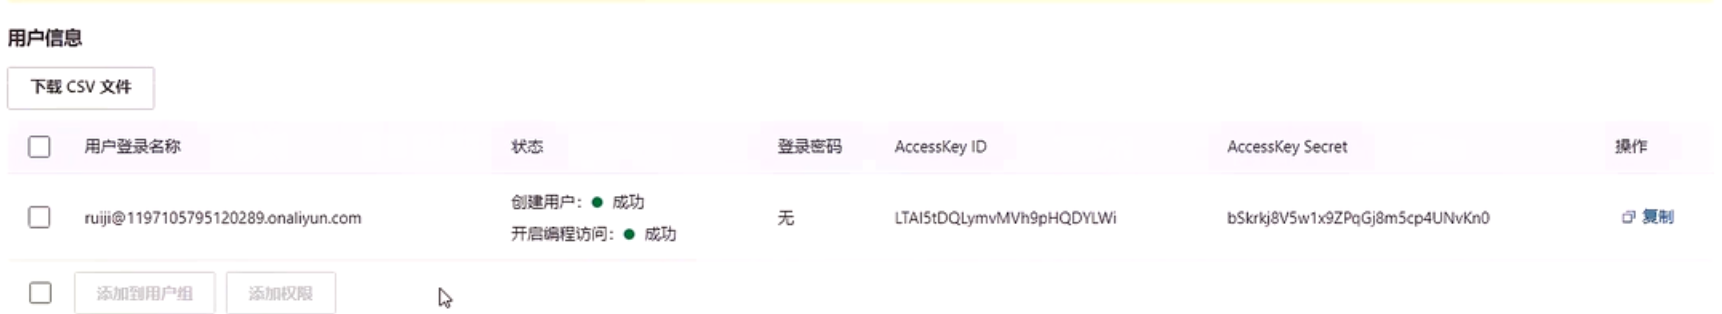 用户信息
下载 CSV 文件
用户登录名称 状态 登录密码 AccessKey ID AccessKey Secret 操作
创建用户： 成功
ruiji@1197105795120289.onaliyun.com 无 LTAI5tDQLymvMVh9pHQDYLWi bSkrkj8V5w1x9ZPqGj8m5cp4UNvKn0 复制
开启编程访问： 成功
添加到用户组 添加权限